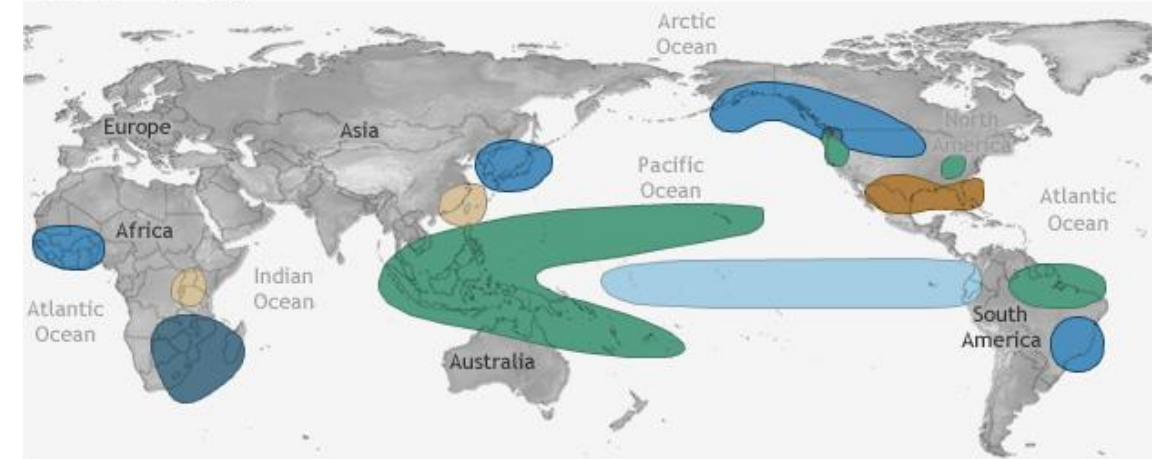 Arctic
Ocean
Europe
Asia
North
America
Pacific
Ocean
Atlantic
Ocean
Africa
Indian
Ocean
Atlantic
Ocean
South
America
Australia